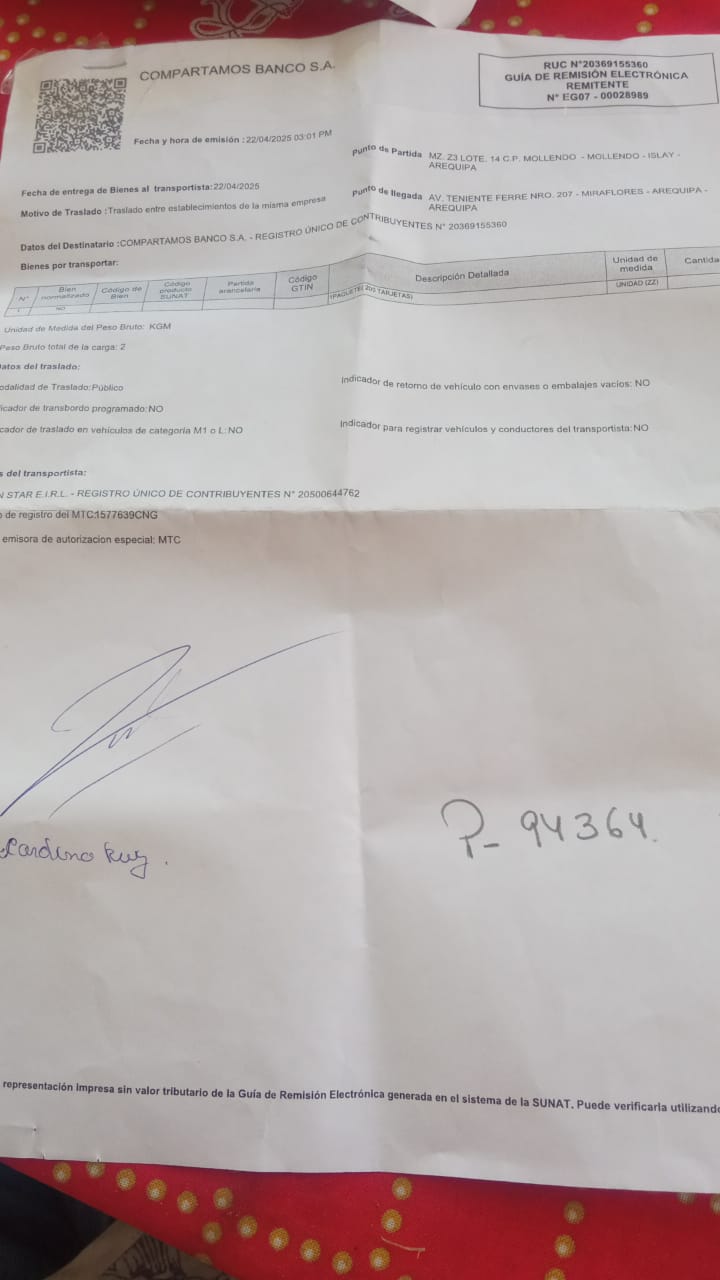 COMPARTAMOS BANCO S.A.
RUC N°20369155360
GUÍA DE REMISIÓN ELECTRÓNICA
REMITENTE
N° EG07 - 00028989
Fecha y hora de emisión : 22/04/2025 03:01 PM
Punto de Partida MZ. Z3 LOTE. 14 C.P. MOLLENDO - MOLLENDO - ISLAY -
AREQUIPA
Fecha de entrega de Bienes al transportista:22/04/2025
Punto de llegada AV. TENIENTE FERRE NRO. 207 - MIRAFLORES - AREQUIPA -
AREQUIPA
Motivo de Traslado :Traslado entre establecimientos de la misma empresa
Datos del Destinatario :COMPARTAMOS BANCO S.A. - REGISTRO ÚNICO DE CONTRIBUYENTES N° 20369155360
Bienes por transportar:
N° Bien normalizado Código de Bien Código producto SUNAT Partida arancelaria Código GTIN Descripción Detallada Unidad de medida Cantida
1 NO (PAQUETE) TARJETAS) UNIDAD (ZZ)
Unidad de Medida del Peso Bruto: KGM
Peso Bruto total de la carga: 2
atos del traslado:
odalidad de Traslado:Público
Indicador de retorno de vehículo con envases o embalajes vacíos: NO
icador de transbordo programado:NO
cador de traslado en vehículos de categoría M1 o L:NO
Indicador para registrar vehículos y conductores del transportista:NO
s del transportista:
N STAR E.I.R.L. - REGISTRO ÚNICO DE CONTRIBUYENTES N° 20500644762
o de registro del MTC:1577639CNG
emisora de autorizacion especial: MTC
P- 94364.
representación impresa sin valor tributario de la Guía de Remisión Electrónica generada en el sistema de la SUNAT. Puede verificarla utilizando